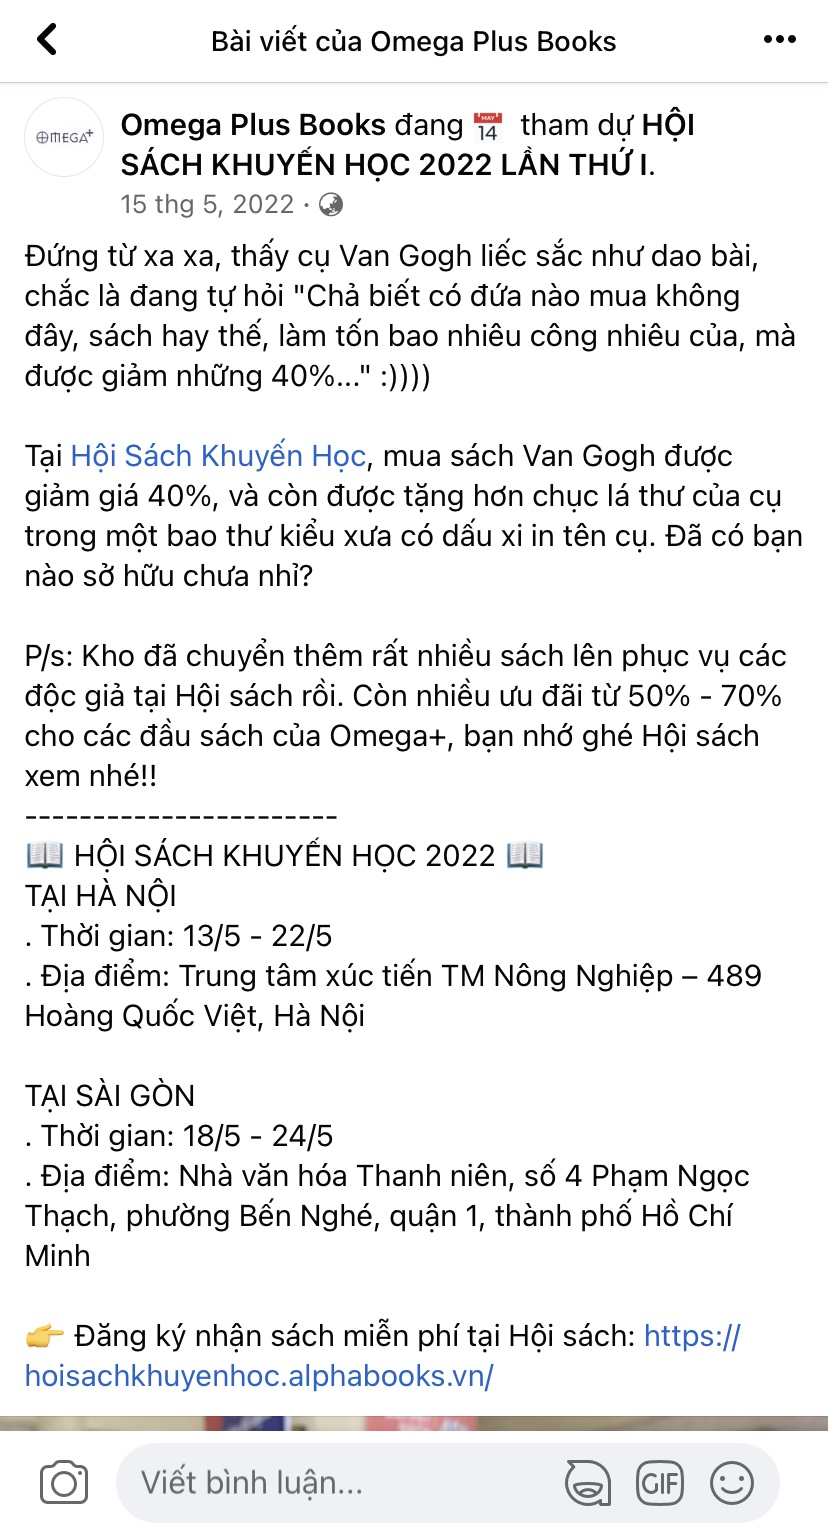 Bài viết của Omega Plus Books
ΘMEGA+
Omega Plus Books đang 📅 tham dự HỘI
SÁCH KHUYẾN HỌC 2022 LẦN THỨ I.
15 thg 5, 2022 ·
Đứng từ xa xa, thấy cụ Van Gogh liếc sắc như dao bài,
chắc là đang tự hỏi "Chả biết có đứa nào mua không
đây, sách hay thế, làm tốn bao nhiêu công nhiêu của, mà
được giảm những 40%..." :))))
Tại Hội Sách Khuyến Học, mua sách Van Gogh được
giảm giá 40%, và còn được tặng hơn chục lá thư của cụ
trong một bao thư kiểu xưa có dấu xi in tên cụ. Đã có bạn
nào sở hữu chưa nhỉ?
P/s: Kho đã chuyển thêm rất nhiều sách lên phục vụ các
độc giả tại Hội sách rồi. Còn nhiều ưu đãi từ 50% - 70%
cho các đầu sách của Omega+, bạn nhớ ghé Hội sách
xem nhé!!
-----------------------
📖 HỘI SÁCH KHUYẾN HỌC 2022 📖
TẠI HÀ NỘI
. Thời gian: 13/5 - 22/5
. Địa điểm: Trung tâm xúc tiến TM Nông Nghiệp – 489
Hoàng Quốc Việt, Hà Nội
TẠI SÀI GÒN
. Thời gian: 18/5 - 24/5
. Địa điểm: Nhà văn hóa Thanh niên, số 4 Phạm Ngọc
Thạch, phường Bến Nghé, quận 1, thành phố Hồ Chí
Minh
👉 Đăng ký nhận sách miễn phí tại Hội sách: https://
hoisachkhuyenhoc.alphabooks.vn/
Viết bình luận...
GIF